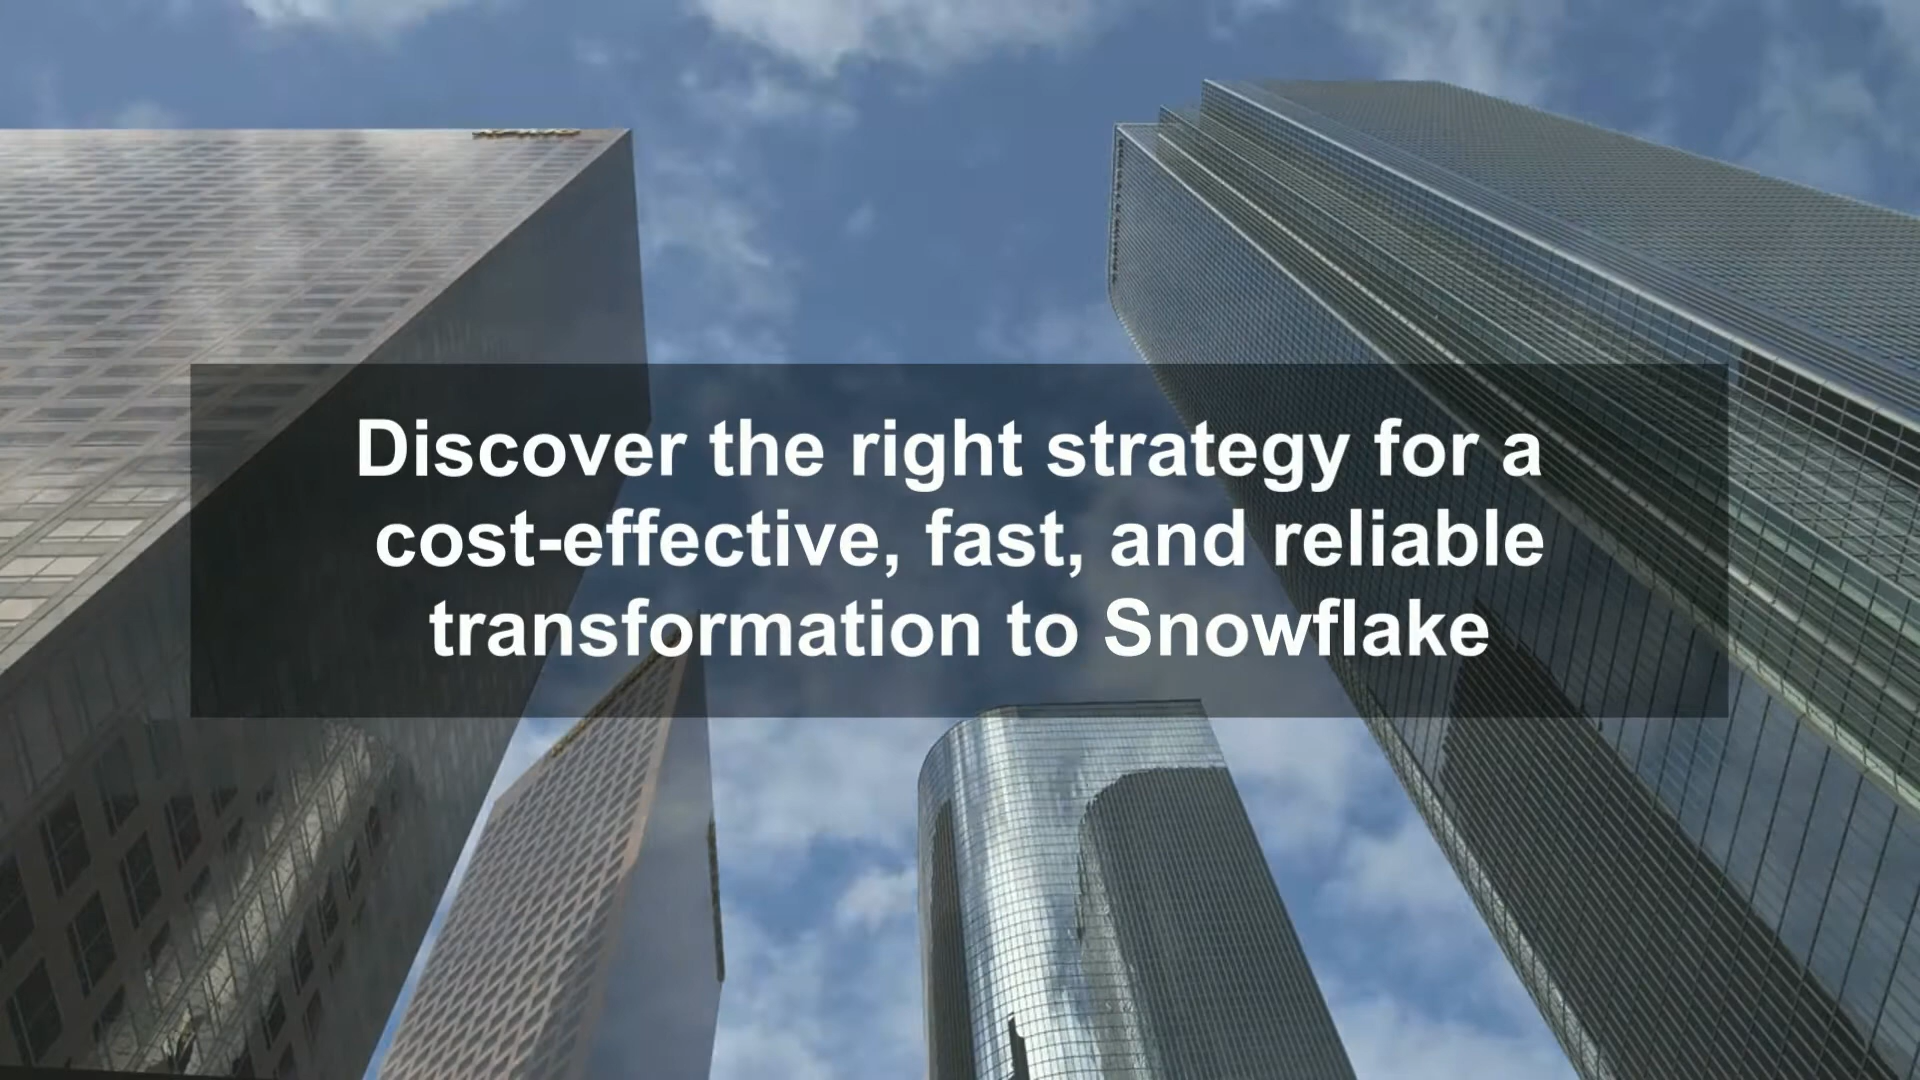 Discover the right strategy for a
cost-effective, fast, and reliable
transformation to Snowflake